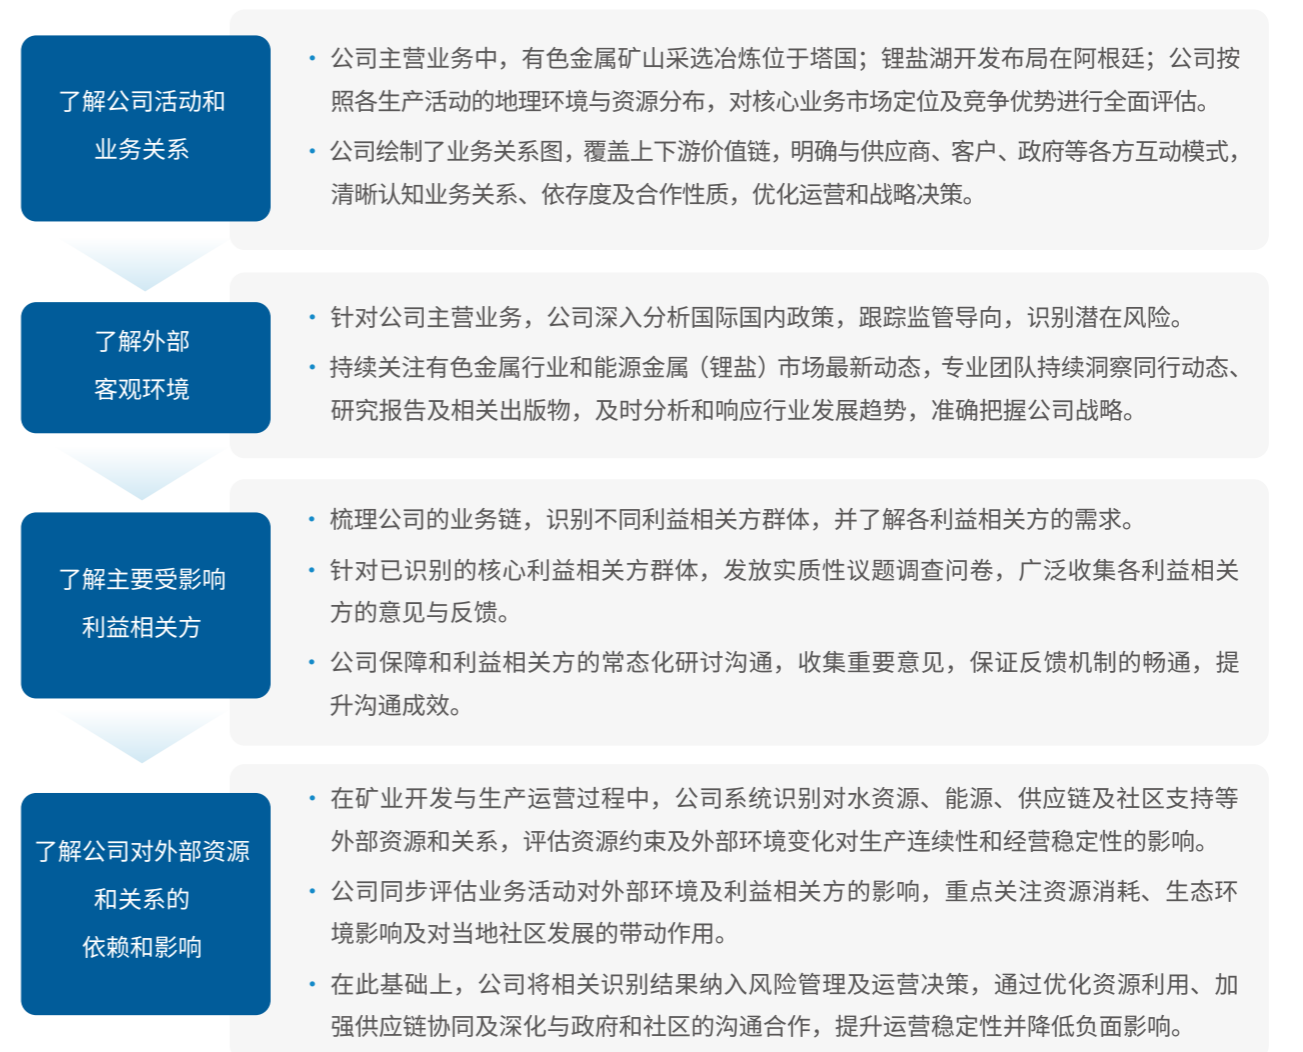 了解公司活动和
业务关系
• 公司主营业务中，有色金属矿山采选冶炼位于塔国；锂盐湖开发布局在阿根廷；公司按
照各生产活动的地理环境与资源分布，对核心业务市场定位及竞争优势进行全面评估。
• 公司绘制了业务关系图，覆盖上下游价值链，明确与供应商、客户、政府等各方互动模式，
清晰认知业务关系、依存度及合作性质，优化运营和战略决策。
了解外部
客观环境
• 针对公司主营业务，公司深入分析国际国内政策，跟踪监管导向，识别潜在风险。
• 持续关注有色金属行业和能源金属（锂盐）市场最新动态，专业团队持续洞察同行动态、
研究报告及相关出版物，及时分析和响应行业发展趋势，准确把握公司战略。
了解主要受影响
利益相关方
• 梳理公司的业务链，识别不同利益相关方群体，并了解各利益相关方的需求。
• 针对已识别的核心利益相关方群体，发放实质性议题调查问卷，广泛收集各利益相关
方的意见与反馈。
• 公司保障和利益相关方的常态化研讨沟通，收集重要意见，保证反馈机制的畅通，提
升沟通成效。
了解公司对外部资源
和关系的
依赖和影响
• 在矿业开发与生产运营过程中，公司系统识别对水资源、能源、供应链及社区支持等
外部资源和关系，评估资源约束及外部环境变化对生产连续性和经营稳定性的影响。
• 公司同步评估业务活动对外部环境及利益相关方的影响，重点关注资源消耗、生态环
境影响及对当地社区发展的带动作用。
• 在此基础上，公司将相关识别结果纳入风险管理及运营决策，通过优化资源利用、加
强供应链协同及深化与政府和社区的沟通合作，提升运营稳定性并降低负面影响。